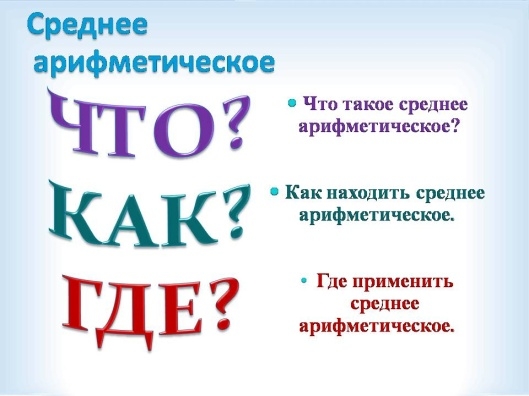 Среднее
арифметическое
ЧТО?
• Что такое среднее
арифметическое?
КАК?
• Как находить среднее
арифметическое.
ГДЕ?
• Где применить
среднее
арифметическое.